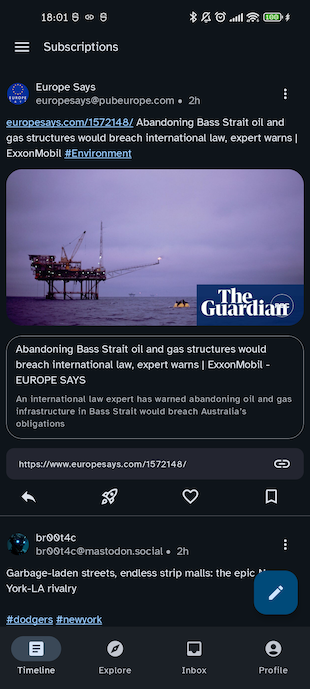 18:01
Subscriptions
Europe Says
europesays@pubeurope.com • 2h
europesays.com/1572148/ Abandoning Bass Strait oil and
gas structures would breach international law, expert warns |
ExxonMobil #Environment
The
Guardian
Abandoning Bass Strait oil and gas structures would
breach international law, expert warns | ExxonMobil -
EUROPE SAYS
An international law expert has warned abandoning oil and gas
infrastructure in Bass Strait would breach Australia's
obligations
https://www.europesays.com/1572148/
br00t4c
br00t4c@mastodon.social • 2h
Garbage-laden streets, endless strip malls: the epic
York-LA rivalry
#dodgers #newyork
Timeline
Explore
Inbox
Profile